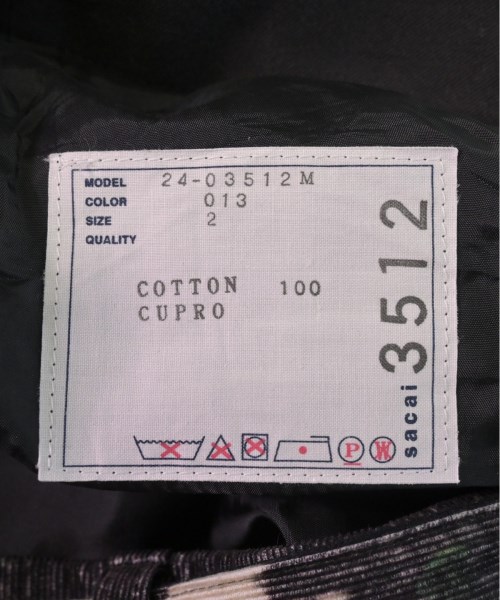 MODEL 24-03512M
COLOR 013
SIZE 2
QUALITY
COTTON 100
CUPRO
P W
sacai 3512